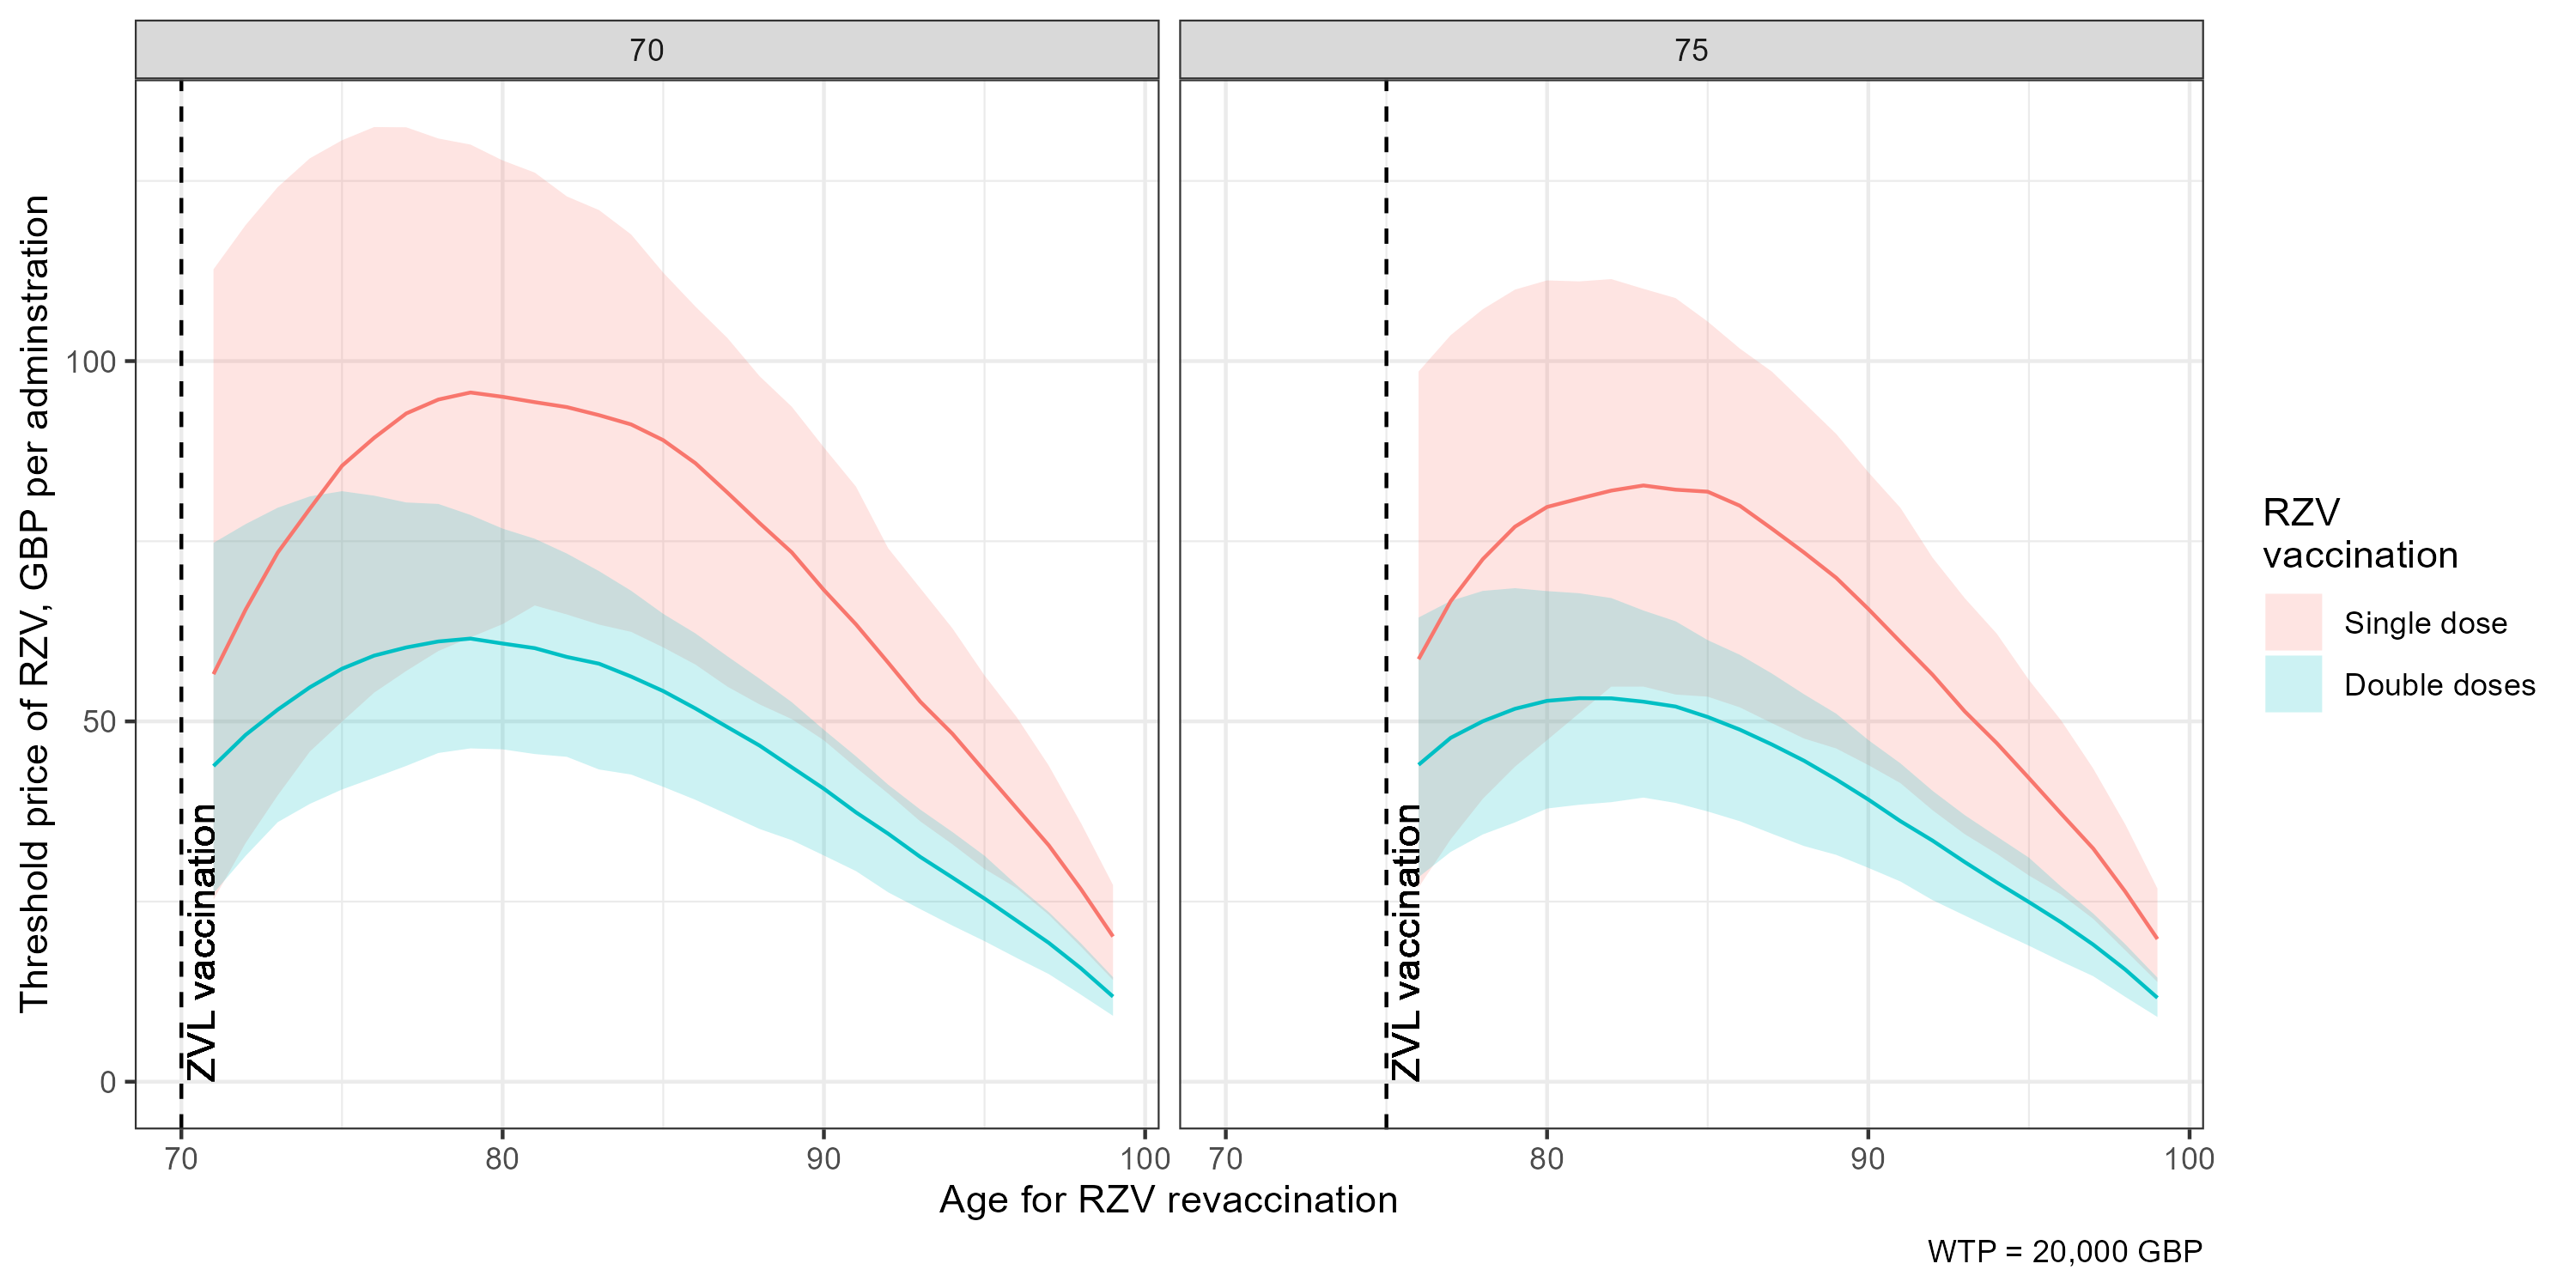 70
75
Threshold price of RZV, GBP per adminstration
100
50
0
ZVL vaccination
ZVL vaccination
70
80
90
100
70
80
90
100
Age for RZV revaccination
WTP = 20,000 GBP
RZV
vaccination
Single dose
Double doses